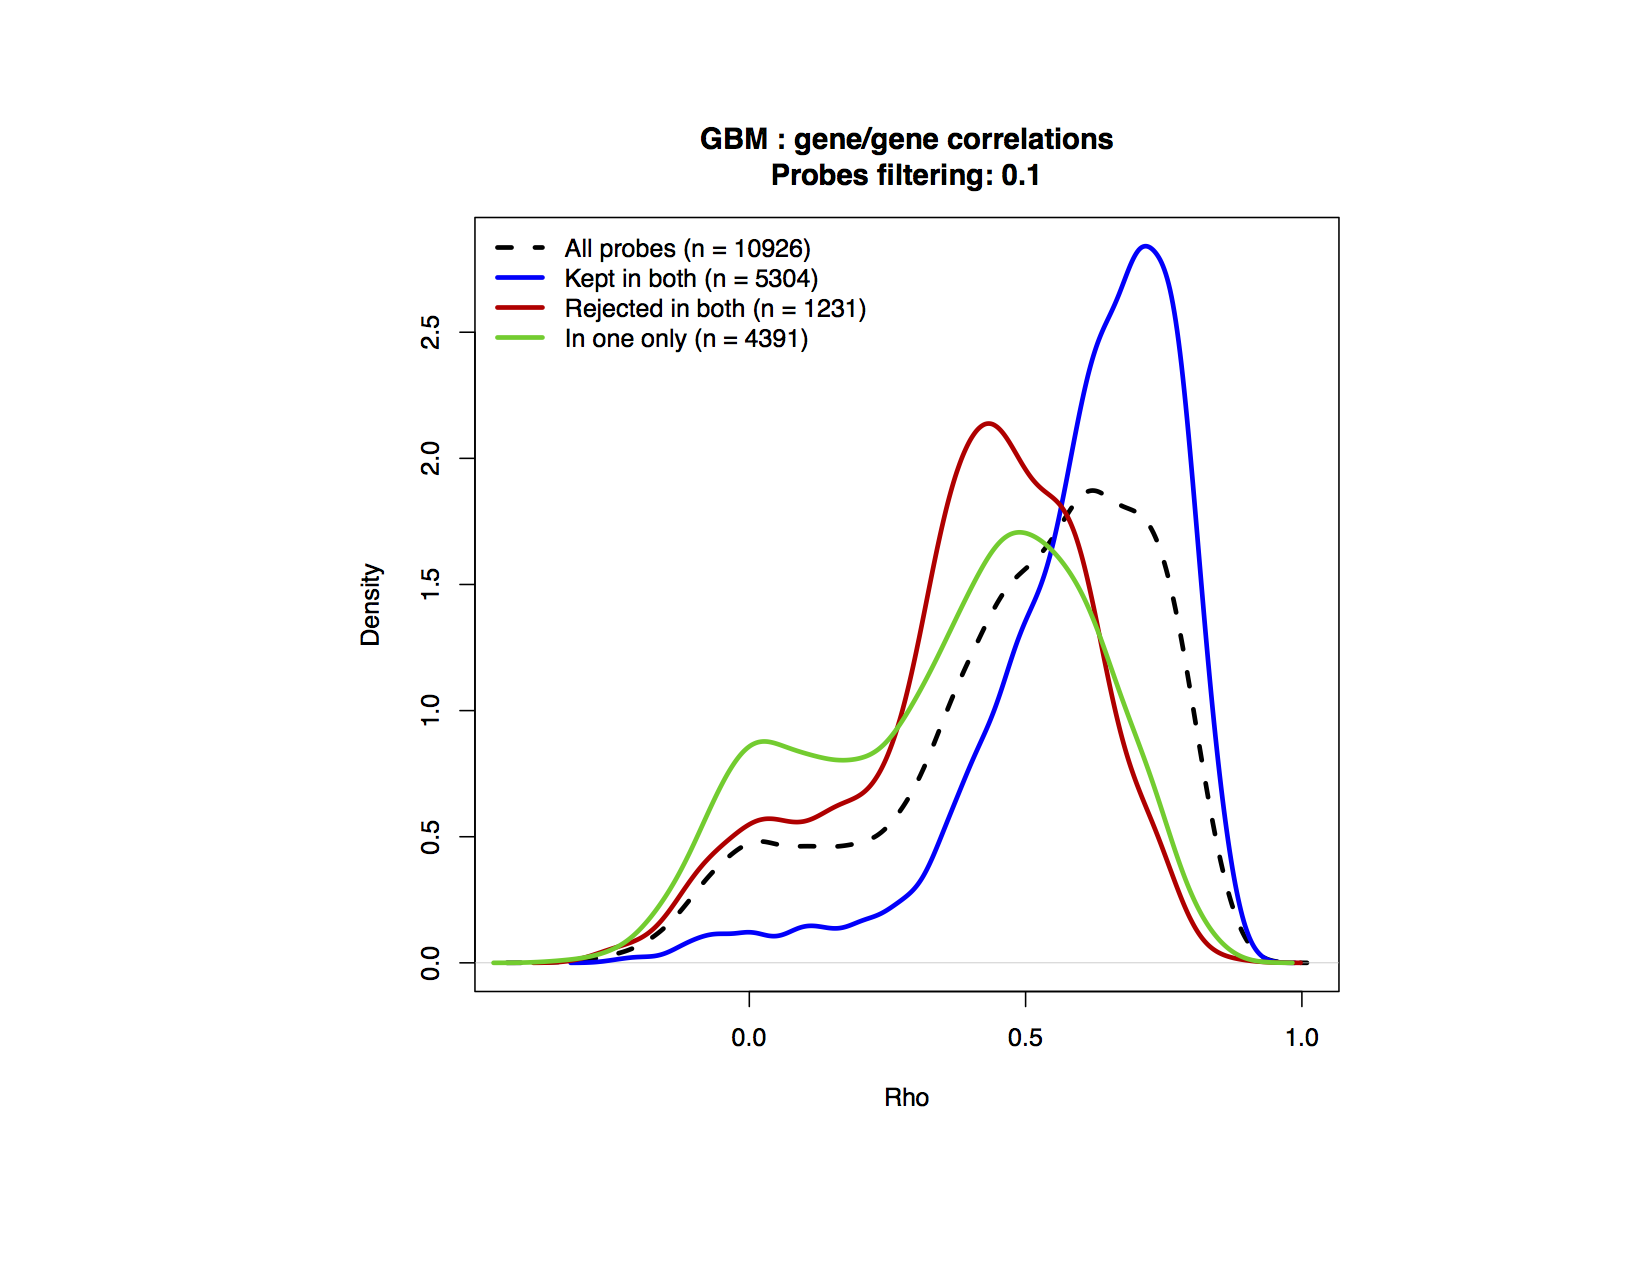 GBM : gene/gene correlations
Probes filtering: 0.1
All probes (n = 10926)
Kept in both (n = 5304)
Rejected in both (n = 1231)
In one only (n = 4391)
Density
2.5
2.0
1.5
1.0
0.5
0.0
0.0 0.5 1.0
Rho